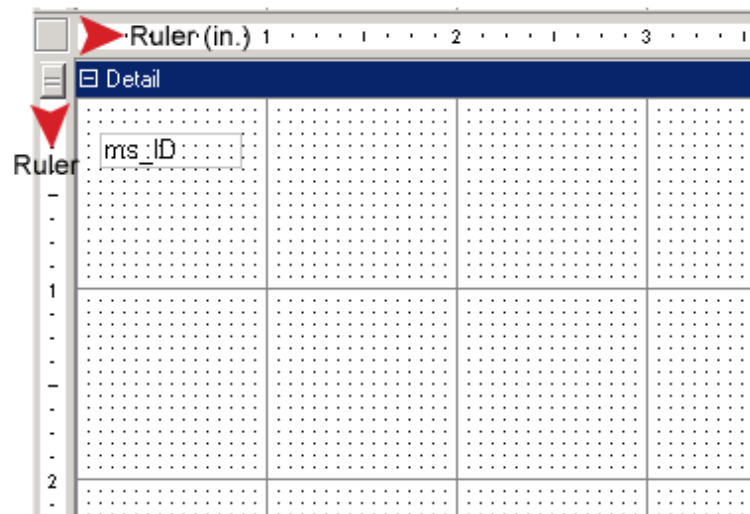 Ruler (in.) 1 2 3
Detail
ms_ID
Ruler
1
2